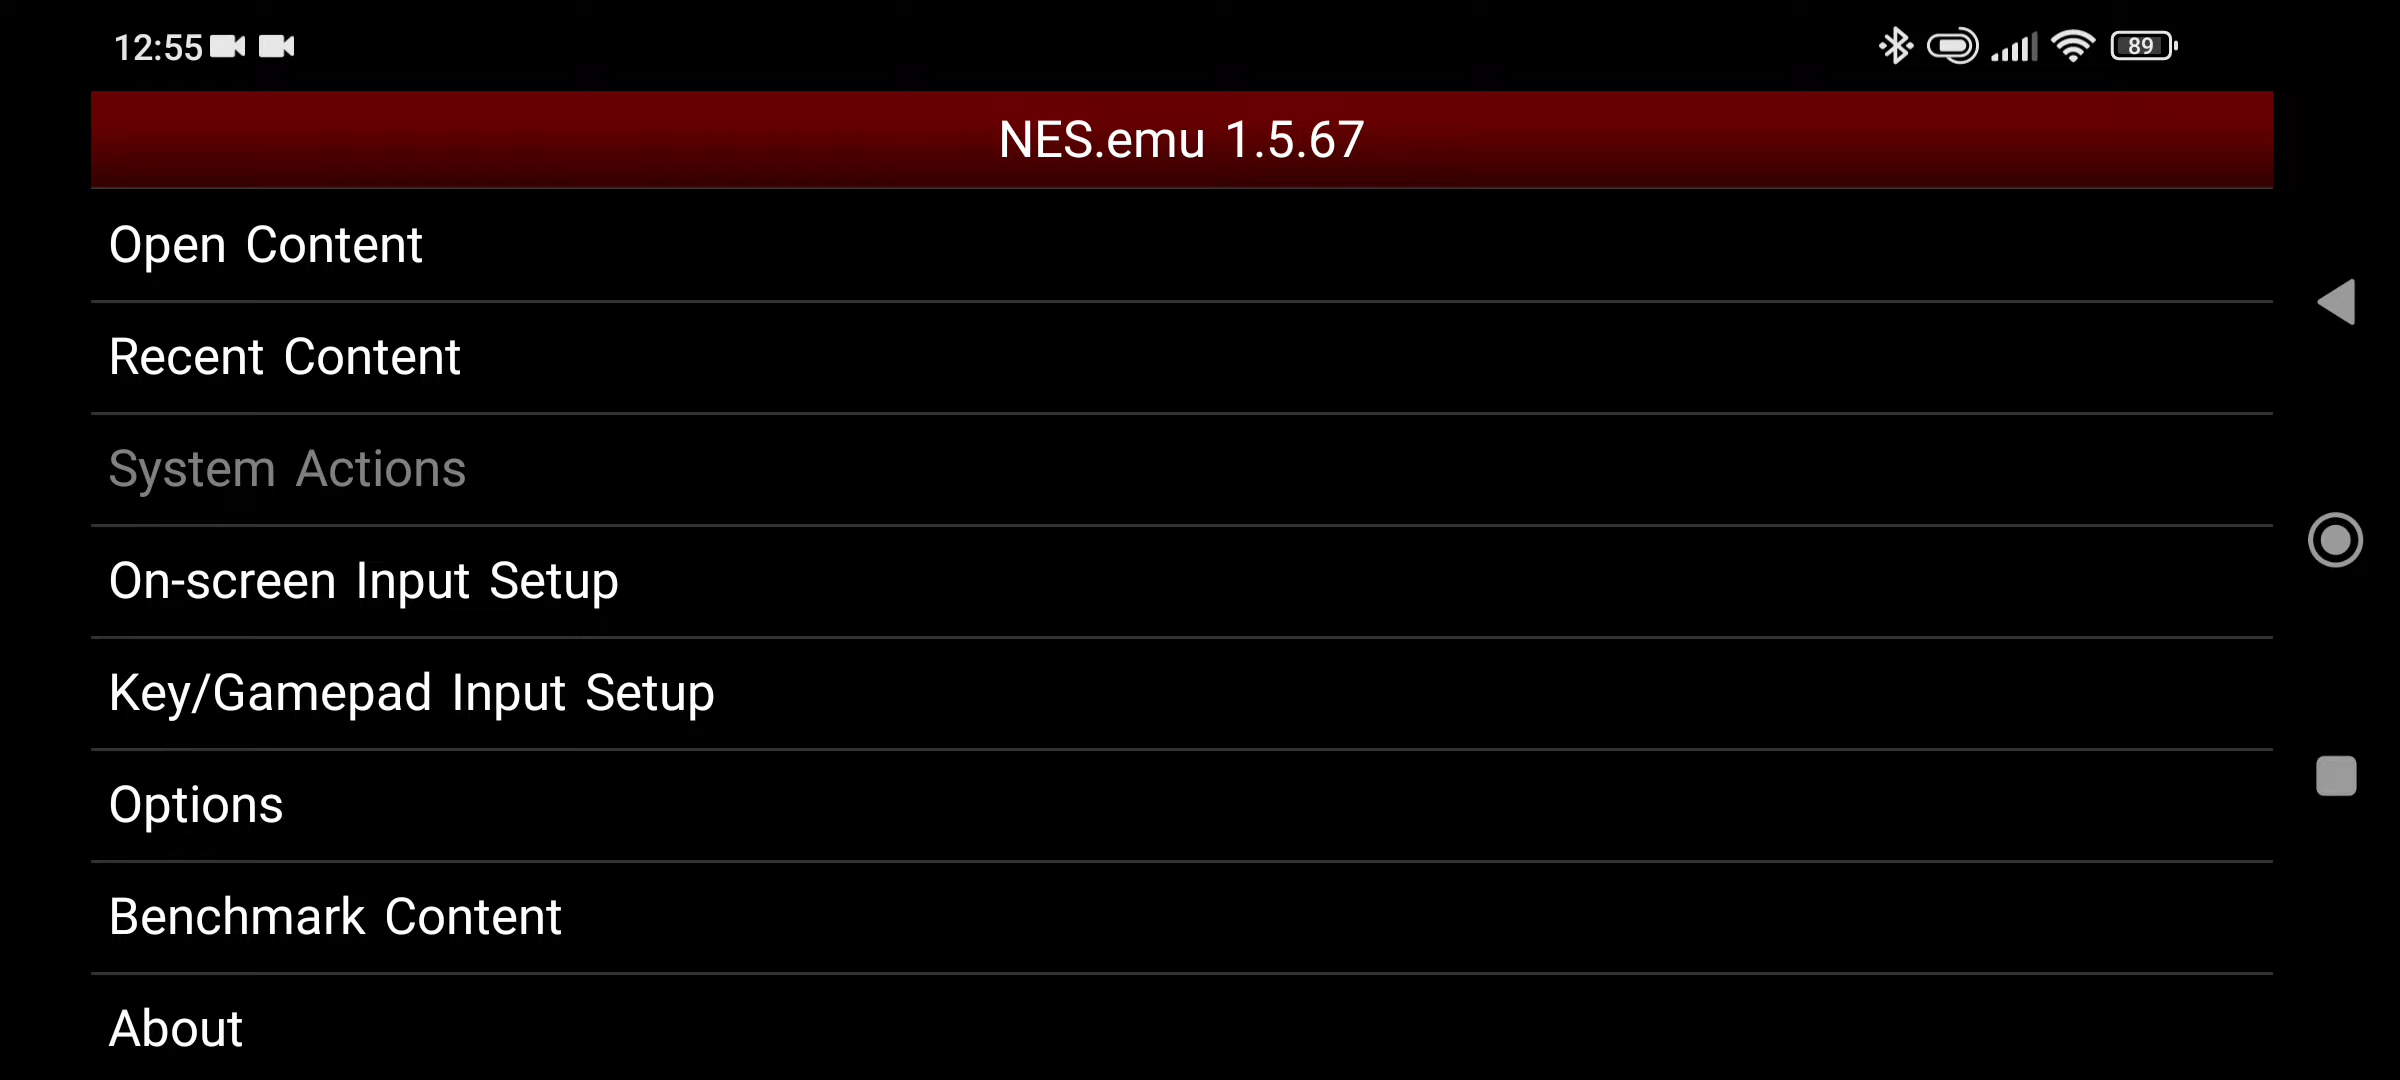 12:55
89
NES.emu 1.5.67
Open Content
Recent Content
System Actions
On-screen Input Setup
Key/Gamepad Input Setup
Options
Benchmark Content
About